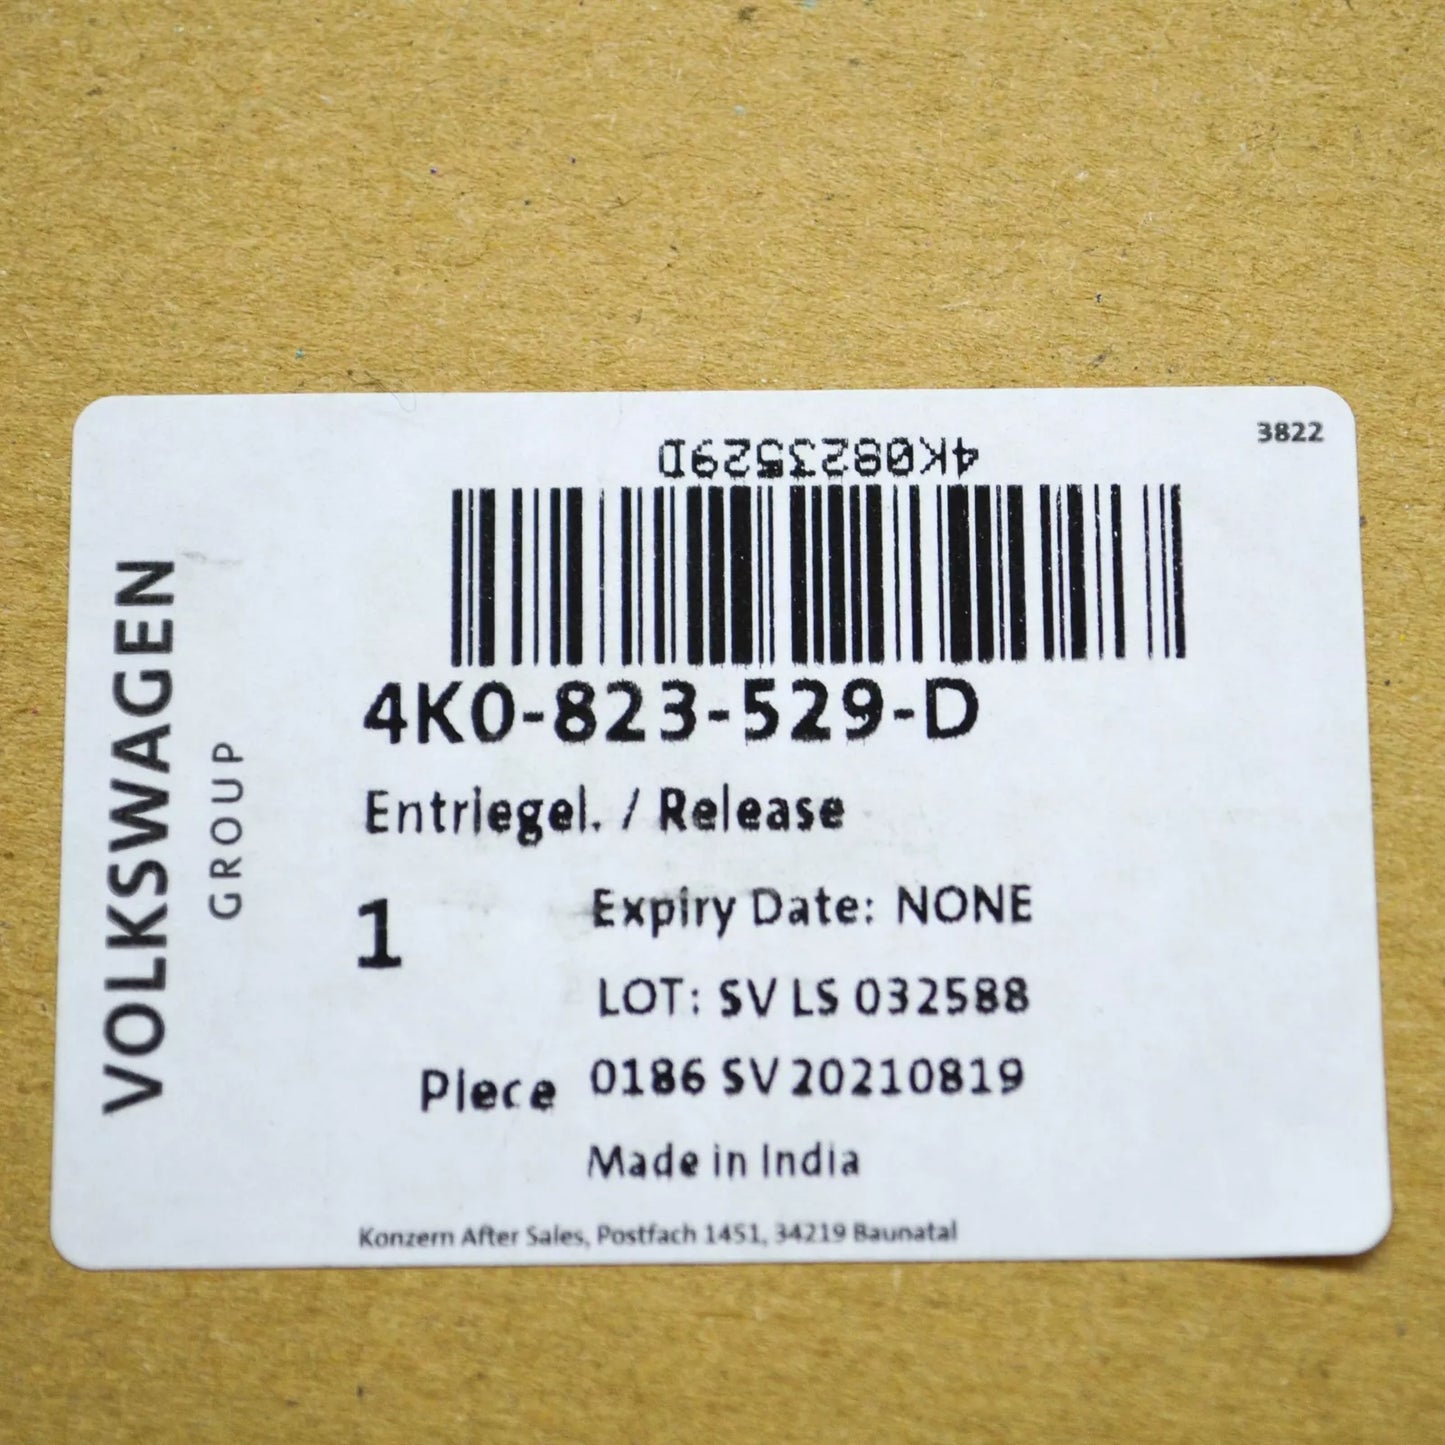 3822
4K0823529D
4K0-823-529-D
Entriegel. / Release
1
Expiry Date: NONE
LOT: SV LS 032588
Piece
0186 SV 20210819
Made in India
Konzern After Sales, Postfach 1451, 34219 Baunatal
VOLKSWAGEN
GROUP